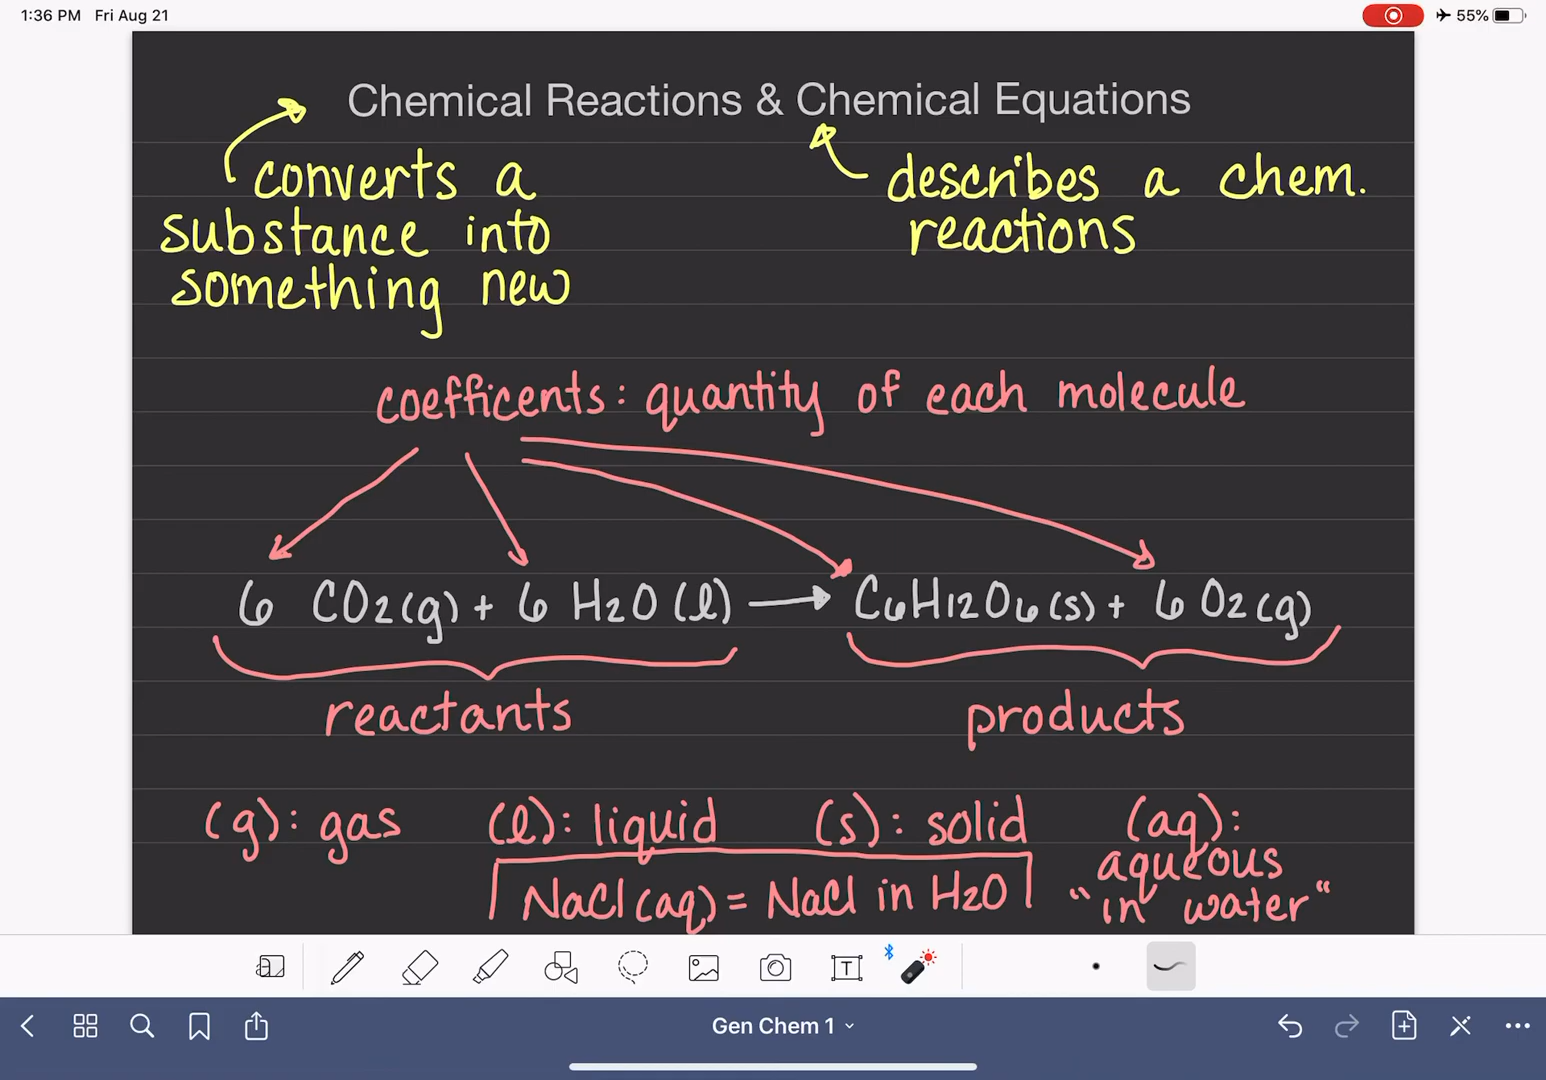 1:36 PM Fri Aug 21
55%
Chemical Reactions & Chemical Equations
converts a
substance into
something new
describes a chem.
reactions
coefficents: quantity of each molecule
6 CO2(g) + 6 H2O (l) → C6H12O6(s) + 6 O2(g)
reactants
products
(g): gas (l): liquid (s): solid (aq):
aqueous
"in water"
NaCl(aq) = NaCl in H2O
T
Gen Chem 1